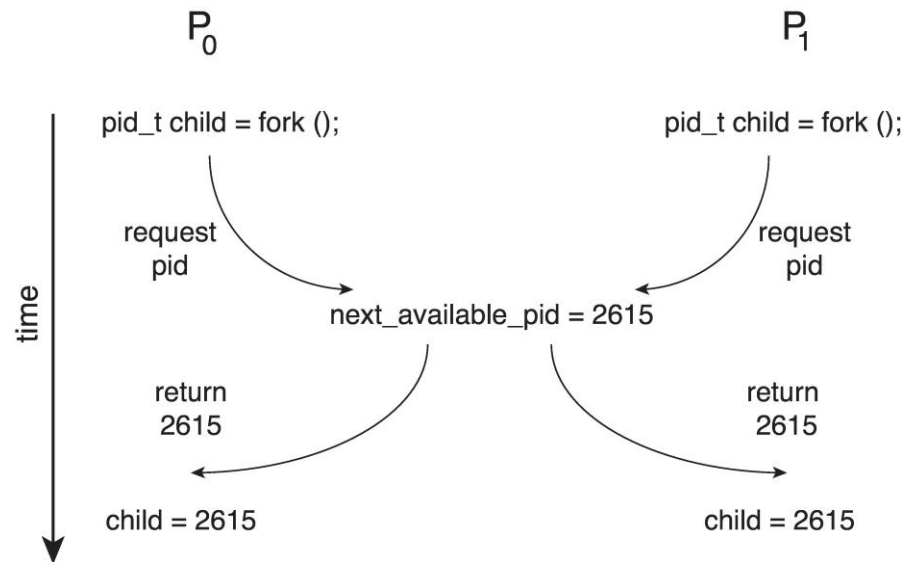 P0 P1
pid_t child = fork (); pid_t child = fork ();
request request
pid pid
next_available_pid = 2615
time
return return
2615 2615
child = 2615 child = 2615